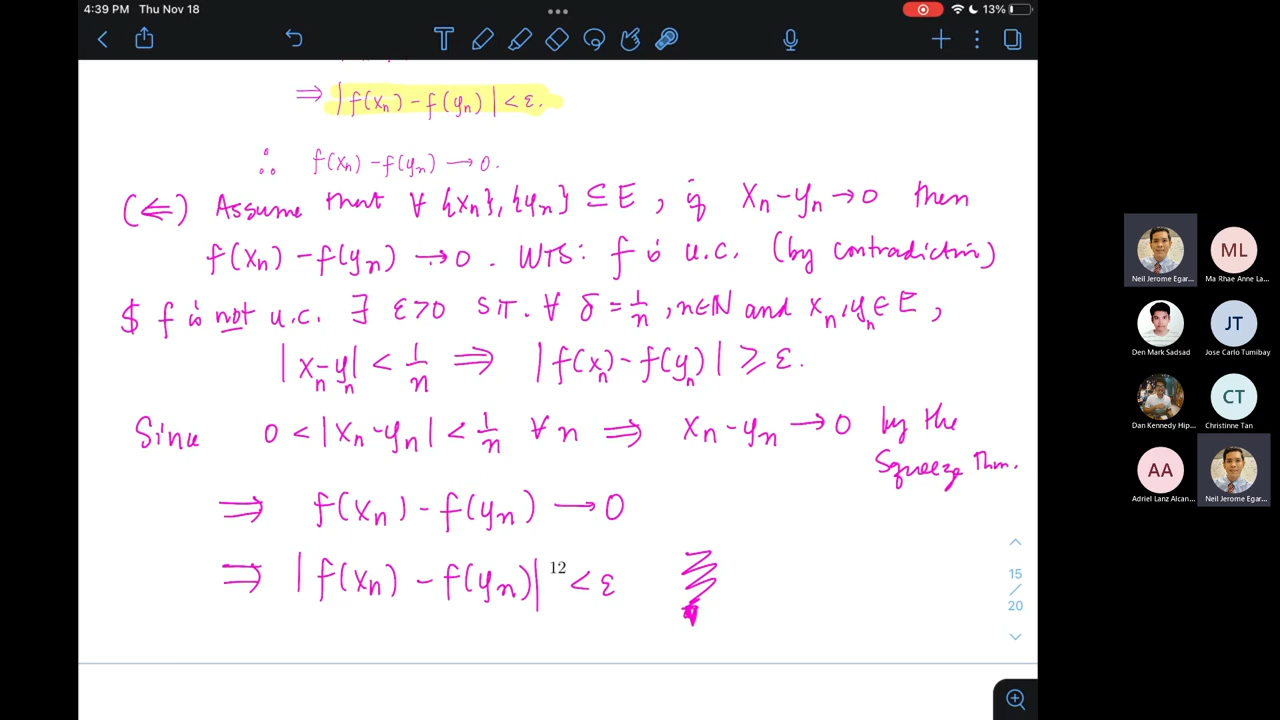 4:39 PM Thu Nov 18
13%
⇒ |f(xₙ) − f(yₙ)| < ε.
∴ f(xₙ) − f(yₙ) → 0.
(⇐) Assume that ∀ {xₙ}, {yₙ} ⊆ E, if xₙ − yₙ → 0 then
f(xₙ) − f(yₙ) → 0. WTS: f is u.c. (by contradiction)
$ f is not u.c. ∃ ε > 0 s.t. ∀ δ = 1/n, n ∈ ℕ and xₙ, yₙ ∈ E,
|xₙ − yₙ| < 1/n ⇒ |f(xₙ) − f(yₙ)| ≥ ε.
Since 0 < |xₙ − yₙ| < 1/n ∀ n ⇒ xₙ − yₙ → 0 by the
Squeeze Thm.
⇒ f(xₙ) − f(yₙ) → 0
⇒ |f(xₙ) − f(yₙ)| < ε
12
15
/
20
Neil Jerome Egar...
ML
Ma Rhae Anne La...
Den Mark Sadsad
JT
Jose Carlo Tumibay
Dan Kennedy Hip...
CT
Christinne Tan
AA
Adriel Lanz Alcan...
Neil Jerome Egar...